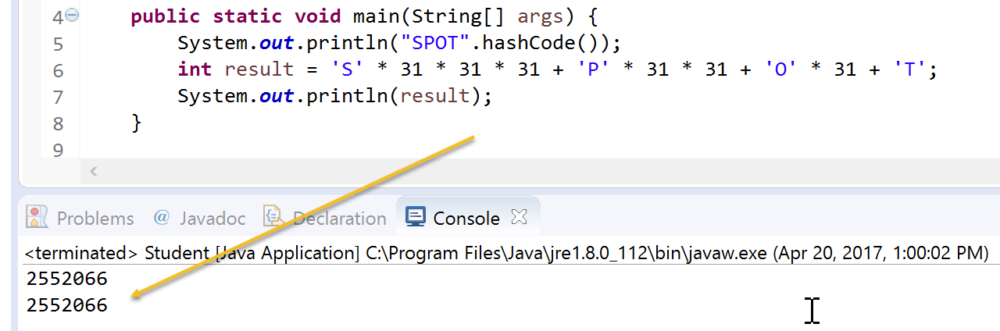 4 public static void main(String[] args) {
5 System.out.println("SPOT".hashCode());
6 int result = 'S' * 31 * 31 * 31 + 'P' * 31 * 31 + 'O' * 31 + 'T';
7 System.out.println(result);
8 }
9
<
Problems @ Javadoc Declaration Console
<terminated> Student [Java Application] C:\Program Files\Java\jre1.8.0_112\bin\javaw.exe (Apr 20, 2017, 1:00:02 PM)
2552066
2552066